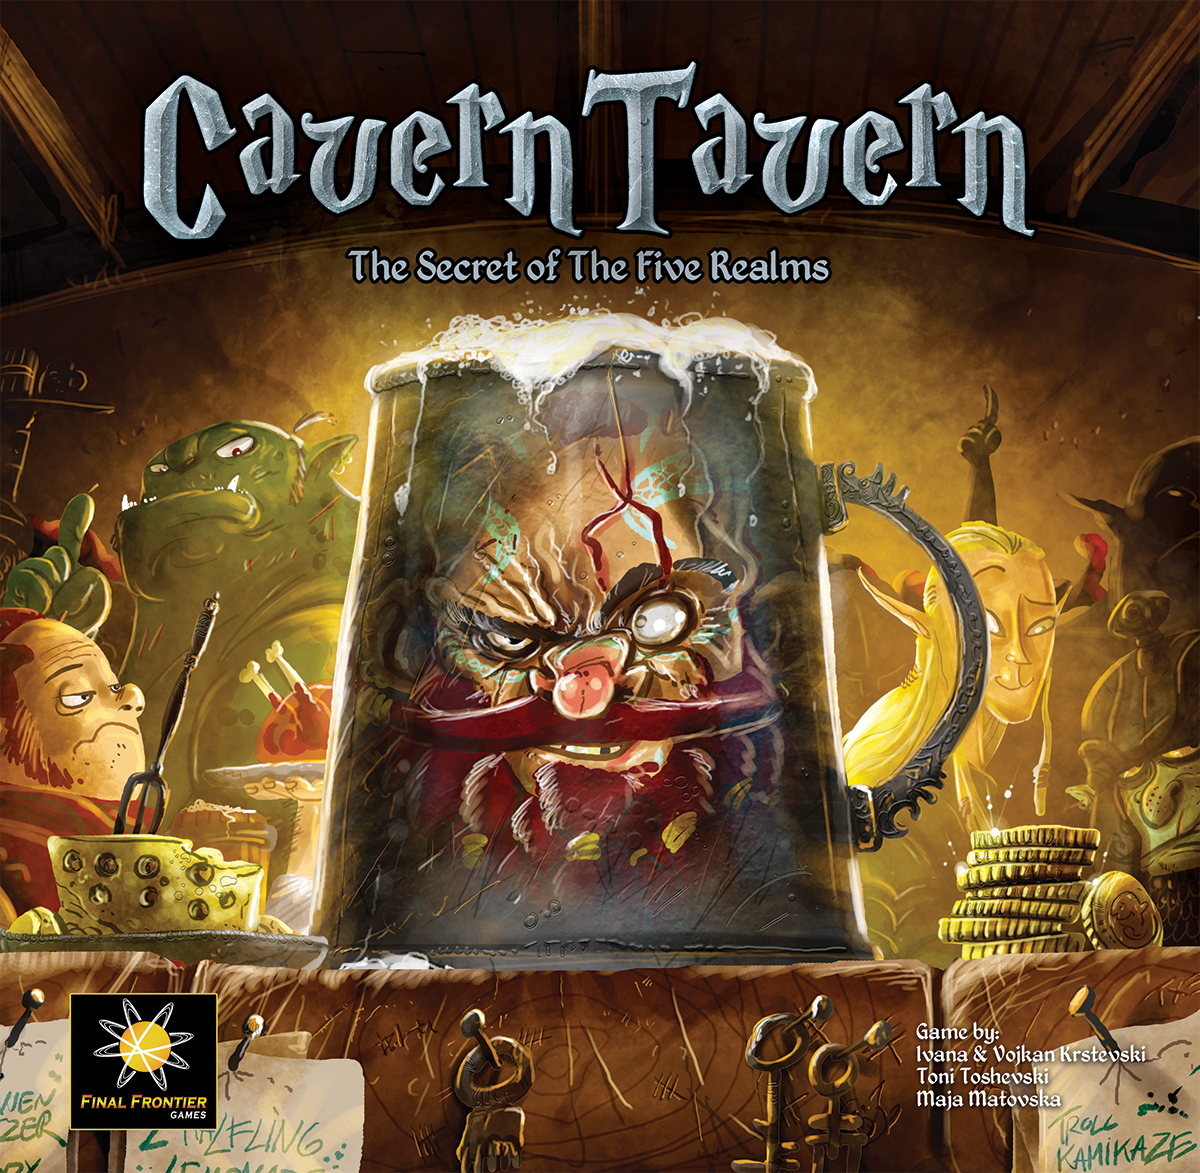 Cavern Tavern
The Secret of The Five Realms
Game by:
Ivana & Vojkan Krstevski
Toni Toshevski
Maja Matovska
FINAL FRONTIER
GAMES
HALFLING
TROLL
KAMIKAZE